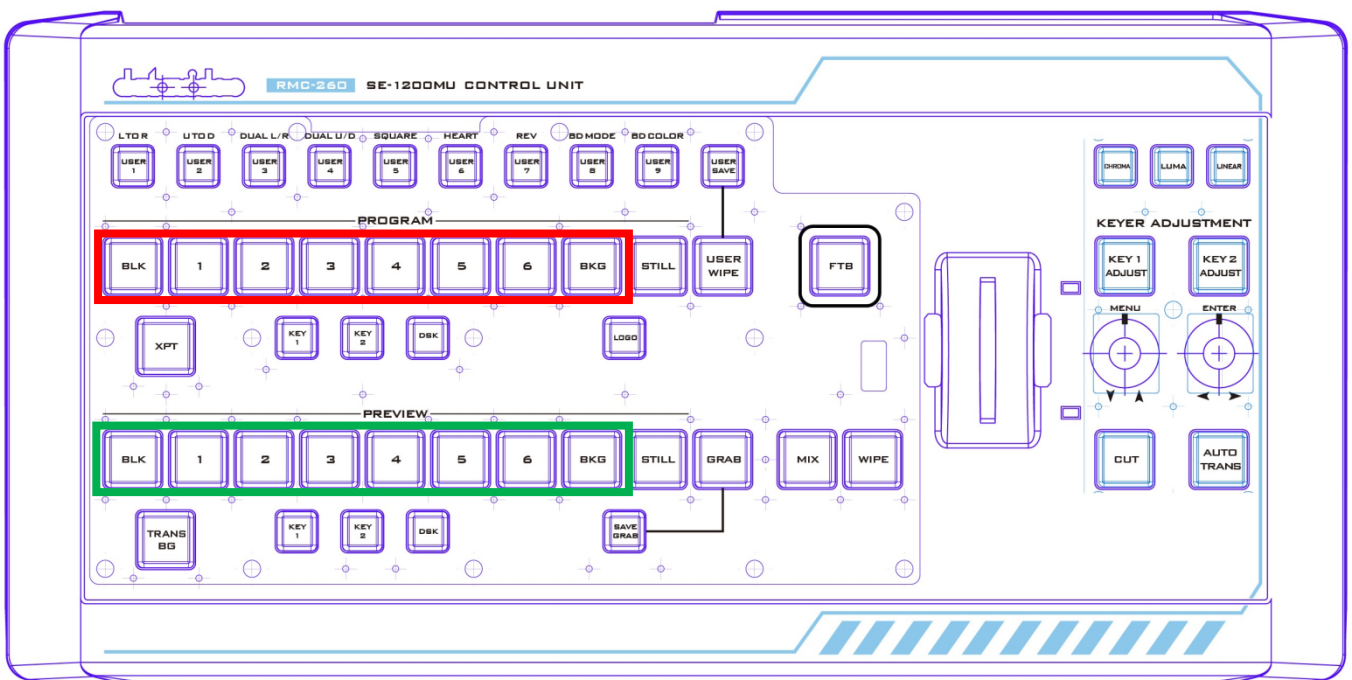 RMC-260 SE-1200MU CONTROL UNIT
L TO R U TO D DUAL L/R DUAL U/D SQUARE HEART REV BD MODE BD COLOR
USER 1 USER 2 USER 3 USER 4 USER 5 USER 6 USER 7 USER 8 USER 9 USER SAVE
CHROMA LUMA LINEAR
PROGRAM
KEYER ADJUSTMENT
BLK 1 2 3 4 5 6 BKG STILL USER WIPE FTB KEY 1 ADJUST KEY 2 ADJUST
MENU ENTER
XPT KEY 1 KEY 2 DSK LOGO
PREVIEW
BLK 1 2 3 4 5 6 BKG STILL GRAB MIX WIPE CUT AUTO TRANS
TRANS BG KEY 1 KEY 2 DSK SAVE GRAB